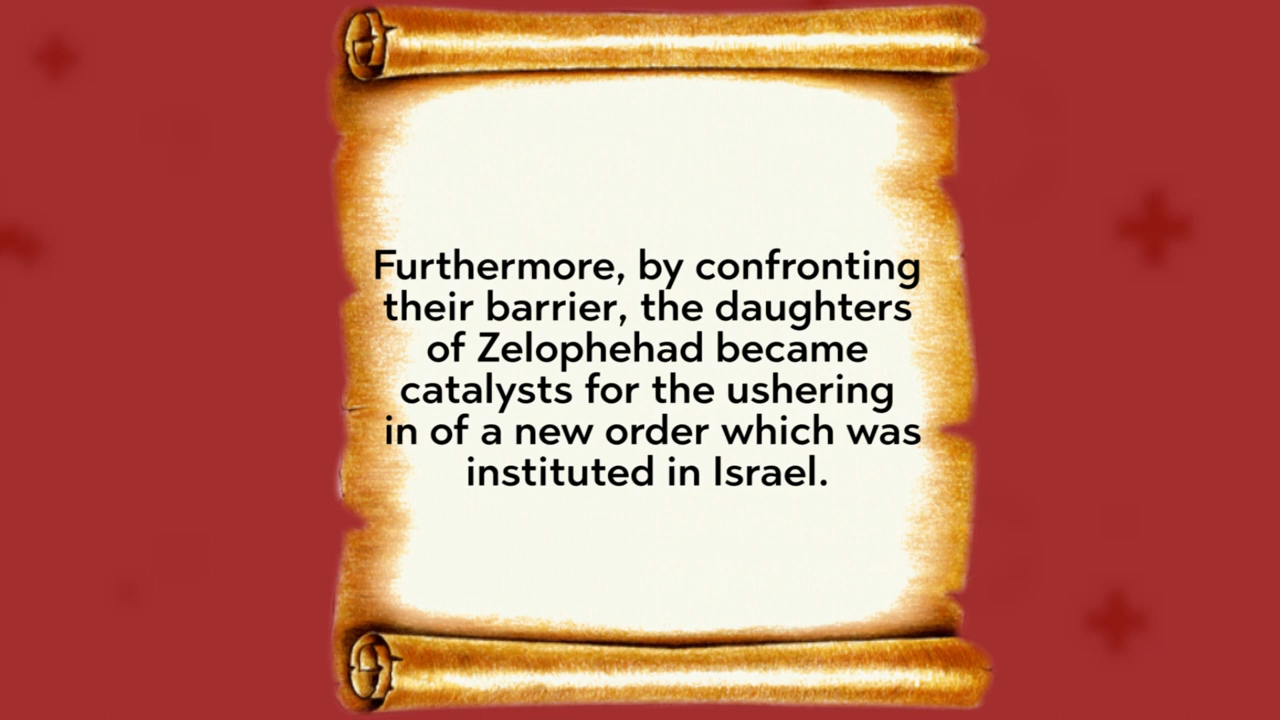 Furthermore, by confronting
their barrier, the daughters
of Zelophehad became
catalysts for the ushering
in of a new order which was
instituted in Israel.